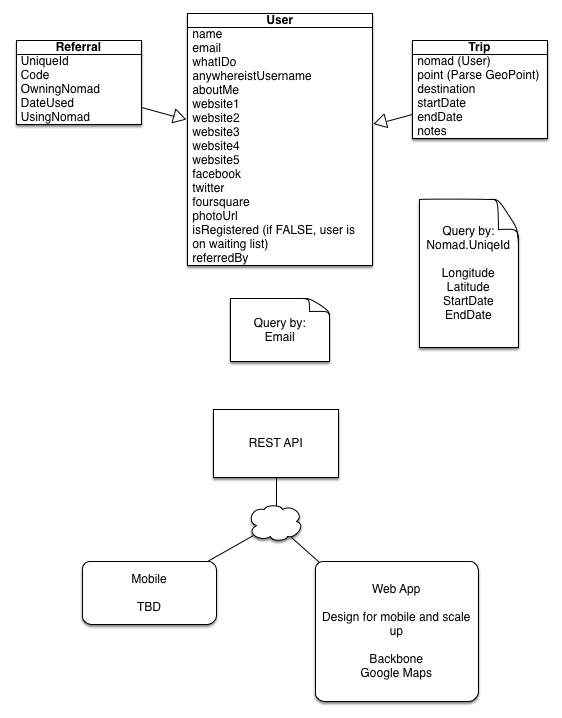 Referral
UniqueId
Code
OwningNomad
DateUsed
UsingNomad
User
name
email
whatIDo
anywhereistUsername
aboutMe
website1
website2
website3
website4
website5
facebook
twitter
foursquare
photoUrl
isRegistered (if FALSE, user is
on waiting list)
referredBy
Trip
nomad (User)
point (Parse GeoPoint)
destination
startDate
endDate
notes
Query by:
Nomad.UniqeId
Longitude
Latitude
StartDate
EndDate
Query by:
Email
REST API
Mobile
TBD
Web App
Design for mobile and scale
up
Backbone
Google Maps